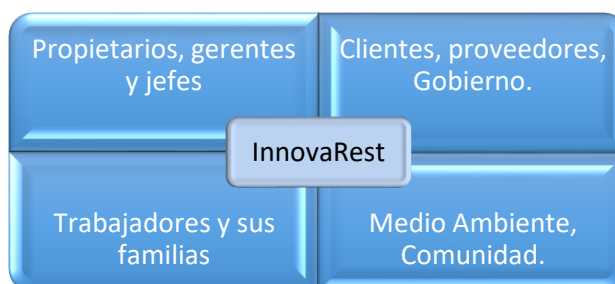 Propietarios, gerentes
y jefes
Clientes, proveedores,
Gobierno.
InnovaRest
Trabajadores y sus
familias
Medio Ambiente,
Comunidad.